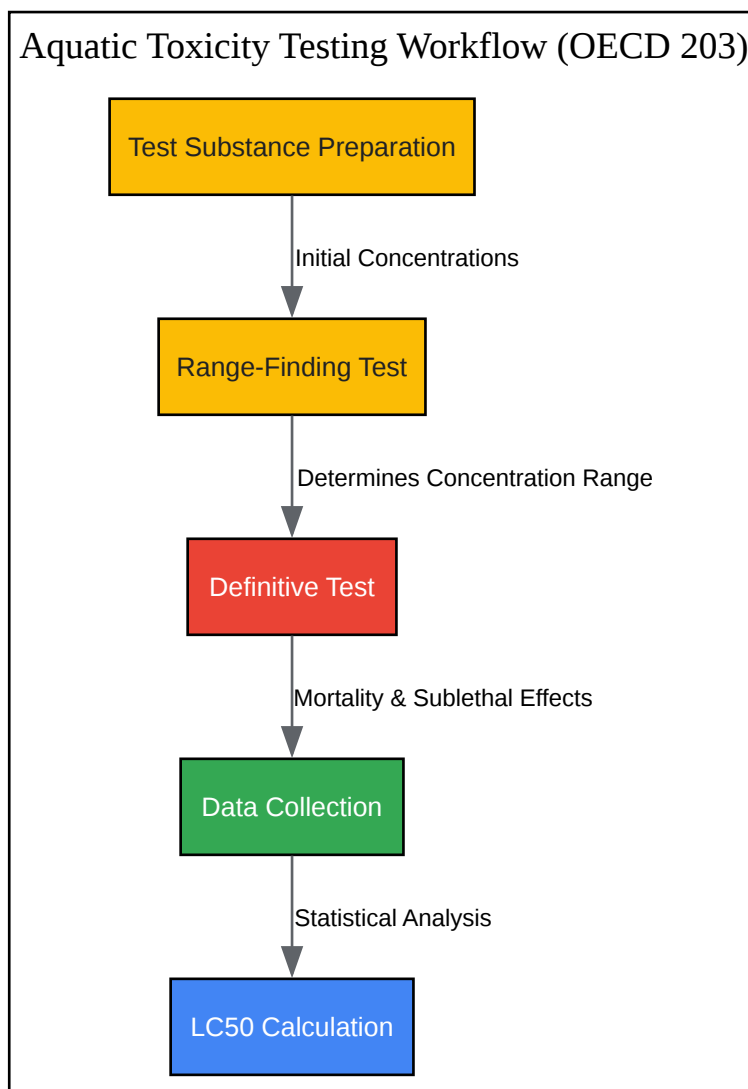 Aquatic Toxicity Testing Workflow (OECD 203)
Test Substance Preparation
Initial Concentrations
Range-Finding Test
Determines Concentration Range
Definitive Test
Mortality & Sublethal Effects
Data Collection
Statistical Analysis
LC50 Calculation